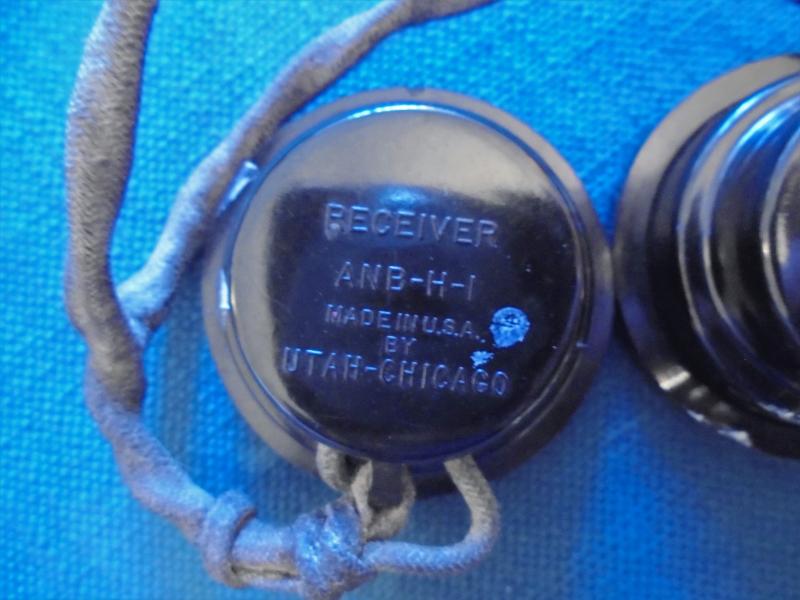 RECEIVER
ANB-H-1
MADE IN U.S.A.
BY
UTAH-CHICAGO